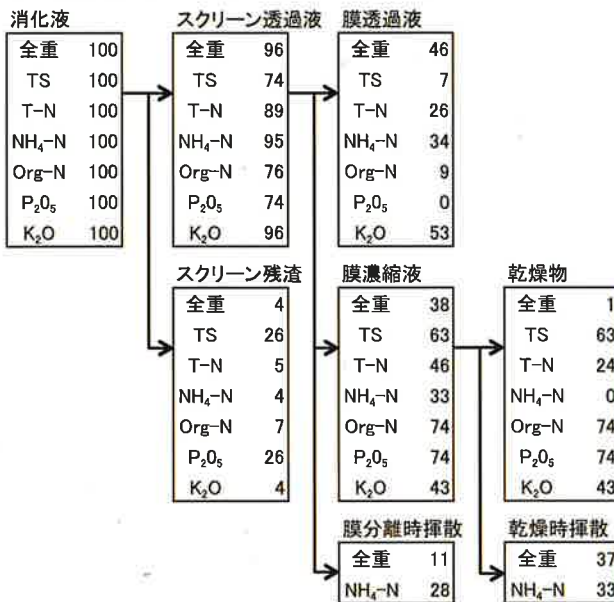 消化液
全重 100
TS 100
T-N 100
NH₄-N 100
Org-N 100
P₂O₅ 100
K₂O 100
スクリーン透過液
全重 96
TS 74
T-N 89
NH₄-N 95
Org-N 76
P₂O₅ 74
K₂O 96
膜透過液
全重 46
TS 7
T-N 26
NH₄-N 34
Org-N 9
P₂O₅ 0
K₂O 53
スクリーン残渣
全重 4
TS 26
T-N 5
NH₄-N 4
Org-N 7
P₂O₅ 26
K₂O 4
膜濃縮液
全重 38
TS 63
T-N 46
NH₄-N 33
Org-N 74
P₂O₅ 74
K₂O 43
乾燥物
全重 1
TS 63
T-N 24
NH₄-N 0
Org-N 74
P₂O₅ 74
K₂O 43
膜分離時揮散
全重 11
NH₄-N 28
乾燥時揮散
全重 37
NH₄-N 33